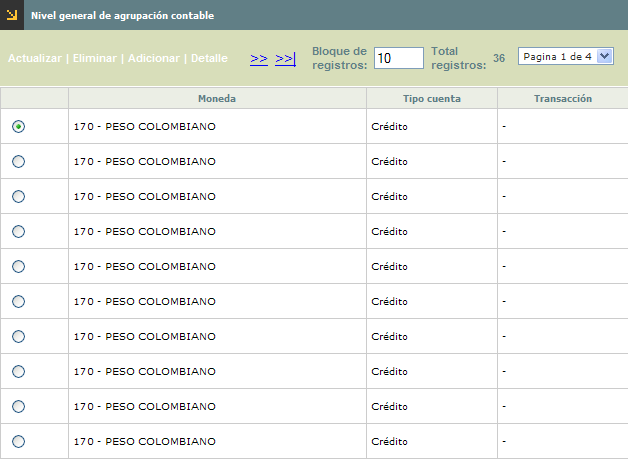 Nivel general de agrupación contable
Actualizar | Eliminar | Adicionar | Detalle >> >>| Bloque de registros: 10 Total registros: 36 Pagina 1 de 4
Moneda Tipo cuenta Transacción
170 - PESO COLOMBIANO Crédito -
170 - PESO COLOMBIANO Crédito -
170 - PESO COLOMBIANO Crédito -
170 - PESO COLOMBIANO Crédito -
170 - PESO COLOMBIANO Crédito -
170 - PESO COLOMBIANO Crédito -
170 - PESO COLOMBIANO Crédito -
170 - PESO COLOMBIANO Crédito -
170 - PESO COLOMBIANO Crédito -
170 - PESO COLOMBIANO Crédito -